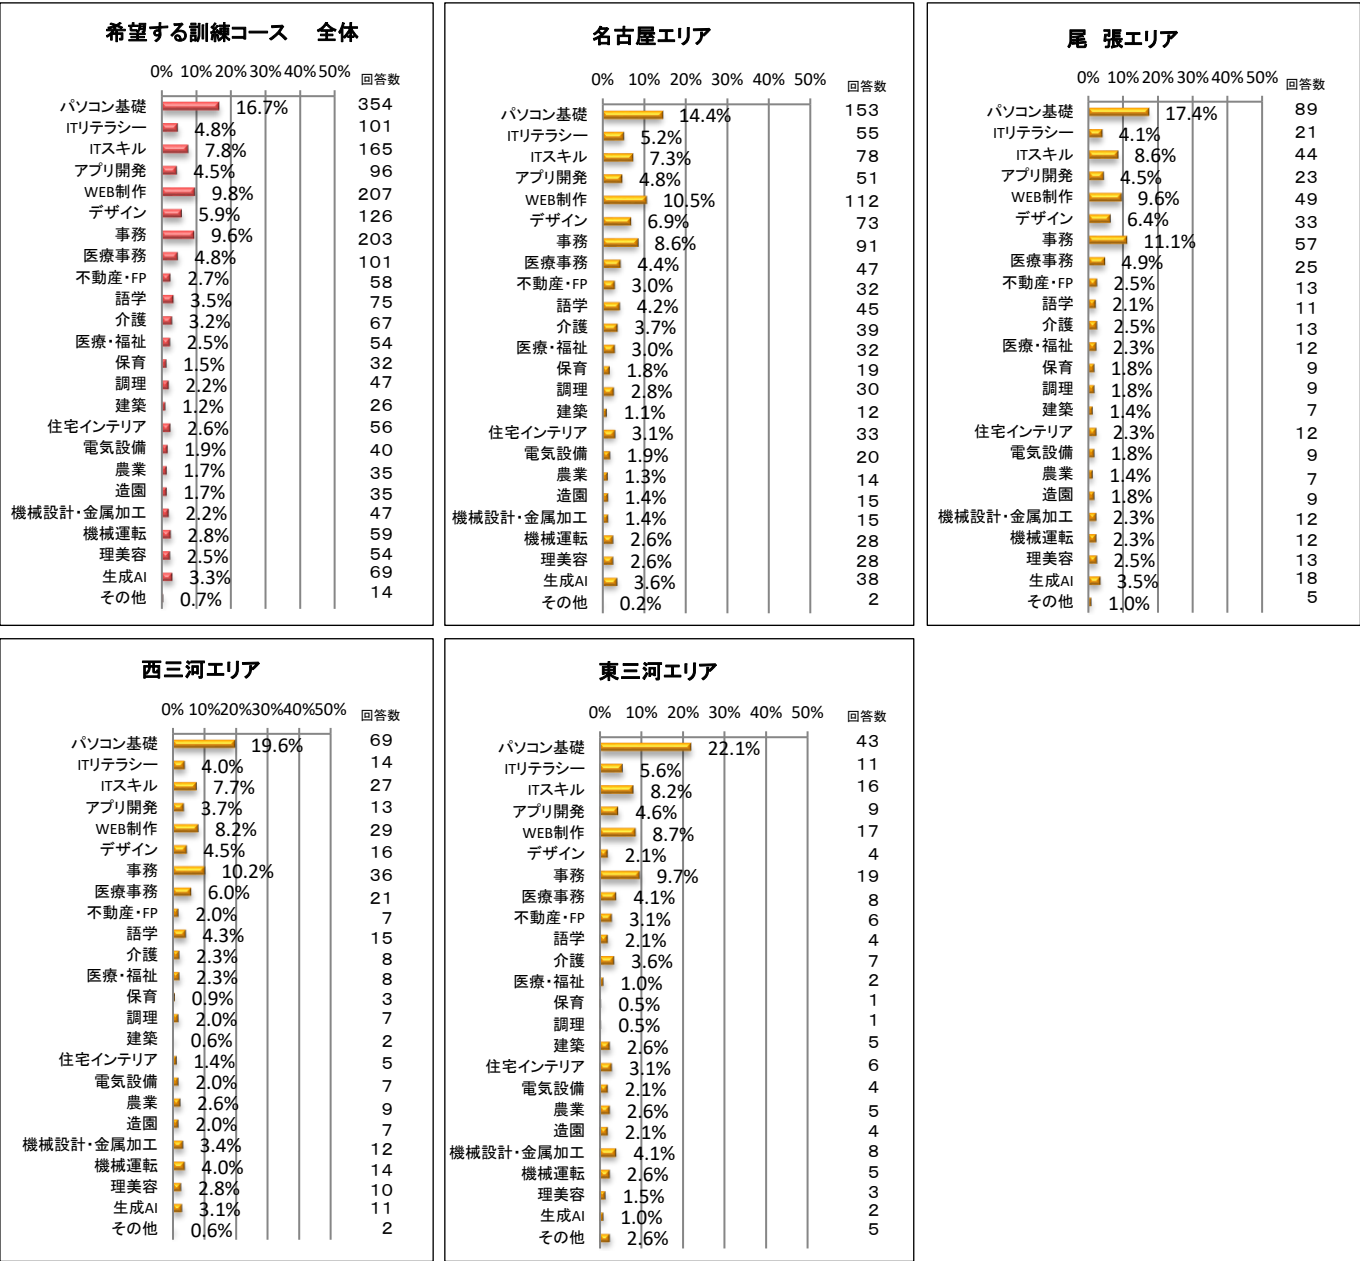 希望する訓練コース　全体
0% 10% 20% 30% 40% 50% 回答数
パソコン基礎 16.7% 354
ITリテラシー 4.8% 101
ITスキル 7.8% 165
アプリ開発 4.5% 96
WEB制作 9.8% 207
デザイン 5.9% 126
事務 9.6% 203
医療事務 4.8% 101
不動産・FP 2.7% 58
語学 3.5% 75
介護 3.2% 67
医療・福祉 2.5% 54
保育 1.5% 32
調理 2.2% 47
建築 1.2% 26
住宅インテリア 2.6% 56
電気設備 1.9% 40
農業 1.7% 35
造園 1.7% 35
機械設計・金属加工 2.2% 47
機械運転 2.8% 59
理美容 2.5% 54
生成AI 3.3% 69
その他 0.7% 14
名古屋エリア
0% 10% 20% 30% 40% 50% 回答数
パソコン基礎 14.4% 153
ITリテラシー 5.2% 55
ITスキル 7.3% 78
アプリ開発 4.8% 51
WEB制作 10.5% 112
デザイン 6.9% 73
事務 8.6% 91
医療事務 4.4% 47
不動産・FP 3.0% 32
語学 4.2% 45
介護 3.7% 39
医療・福祉 3.0% 32
保育 1.8% 19
調理 2.8% 30
建築 1.1% 12
住宅インテリア 3.1% 33
電気設備 1.9% 20
農業 1.3% 14
造園 1.4% 15
機械設計・金属加工 1.4% 15
機械運転 2.6% 28
理美容 2.6% 28
生成AI 3.6% 38
その他 0.2% 2
尾 張エリア
0% 10% 20% 30% 40% 50% 回答数
パソコン基礎 17.4% 89
ITリテラシー 4.1% 21
ITスキル 8.6% 44
アプリ開発 4.5% 23
WEB制作 9.6% 49
デザイン 6.4% 33
事務 11.1% 57
医療事務 4.9% 25
不動産・FP 2.5% 13
語学 2.1% 11
介護 2.5% 13
医療・福祉 2.3% 12
保育 1.8% 9
調理 1.8% 9
建築 1.4% 7
住宅インテリア 2.3% 12
電気設備 1.8% 9
農業 1.4% 7
造園 1.8% 9
機械設計・金属加工 2.3% 12
機械運転 2.3% 12
理美容 2.5% 13
生成AI 3.5% 18
その他 1.0% 5
西三河エリア
0% 10%20%30%40%50% 回答数
パソコン基礎 19.6% 69
ITリテラシー 4.0% 14
ITスキル 7.7% 27
アプリ開発 3.7% 13
WEB制作 8.2% 29
デザイン 4.5% 16
事務 10.2% 36
医療事務 6.0% 21
不動産・FP 2.0% 7
語学 4.3% 15
介護 2.3% 8
医療・福祉 2.3% 8
保育 0.9% 3
調理 2.0% 7
建築 0.6% 2
住宅インテリア 1.4% 5
電気設備 2.0% 7
農業 2.6% 9
造園 2.0% 7
機械設計・金属加工 3.4% 12
機械運転 4.0% 14
理美容 2.8% 10
生成AI 3.1% 11
その他 0.6% 2
東三河エリア
0% 10% 20% 30% 40% 50% 回答数
パソコン基礎 22.1% 43
ITリテラシー 5.6% 11
ITスキル 8.2% 16
アプリ開発 4.6% 9
WEB制作 8.7% 17
デザイン 2.1% 4
事務 9.7% 19
医療事務 4.1% 8
不動産・FP 3.1% 6
語学 2.1% 4
介護 3.6% 7
医療・福祉 1.0% 2
保育 0.5% 1
調理 0.5% 1
建築 2.6% 5
住宅インテリア 3.1% 6
電気設備 2.1% 4
農業 2.6% 5
造園 2.1% 4
機械設計・金属加工 4.1% 8
機械運転 2.6% 5
理美容 1.5% 3
生成AI 1.0% 2
その他 2.6% 5